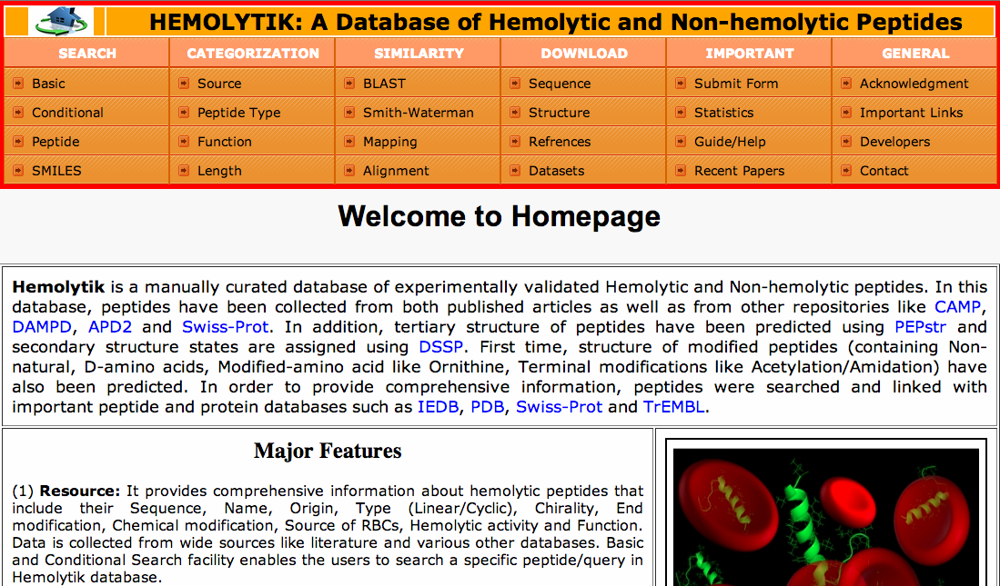 HEMOLYTIK: A Database of Hemolytic and Non-hemolytic Peptides
SEARCH CATEGORIZATION SIMILARITY DOWNLOAD IMPORTANT GENERAL
Basic Source BLAST Sequence Submit Form Acknowledgment
Conditional Peptide Type Smith-Waterman Structure Statistics Important Links
Peptide Function Mapping Refrences Guide/Help Developers
SMILES Length Alignment Datasets Recent Papers Contact
Welcome to Homepage
Hemolytik is a manually curated database of experimentally validated Hemolytic and Non-hemolytic peptides. In this
database, peptides have been collected from both published articles as well as from other repositories like CAMP,
DAMPD, APD2 and Swiss-Prot. In addition, tertiary structure of peptides have been predicted using PEPstr and
secondary structure states are assigned using DSSP. First time, structure of modified peptides (containing Non-
natural, D-amino acids, Modified-amino acid like Ornithine, Terminal modifications like Acetylation/Amidation) have
also been predicted. In order to provide comprehensive information, peptides were searched and linked with
important peptide and protein databases such as IEDB, PDB, Swiss-Prot and TrEMBL.
Major Features
(1) Resource: It provides comprehensive information about hemolytic peptides that
include their Sequence, Name, Origin, Type (Linear/Cyclic), Chirality, End
modification, Chemical modification, Source of RBCs, Hemolytic activity and Function.
Data is collected from wide sources like literature and various other databases. Basic
and Conditional Search facility enables the users to search a specific peptide/query in
Hemolytik database.